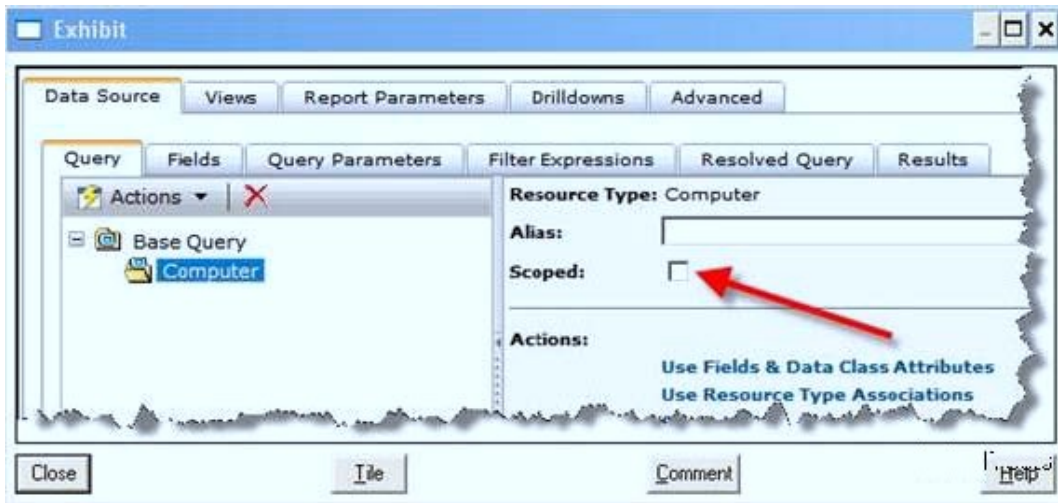 Exhibit
Data Source Views Report Parameters Drilldowns Advanced
Query Fields Query Parameters Filter Expressions Resolved Query Results
Actions
Resource Type: Computer
Base Query
Alias:
Computer
Scoped:
Actions:
Use Fields & Data Class Attributes
Use Resource Type Associations
Close Tile Comment Help